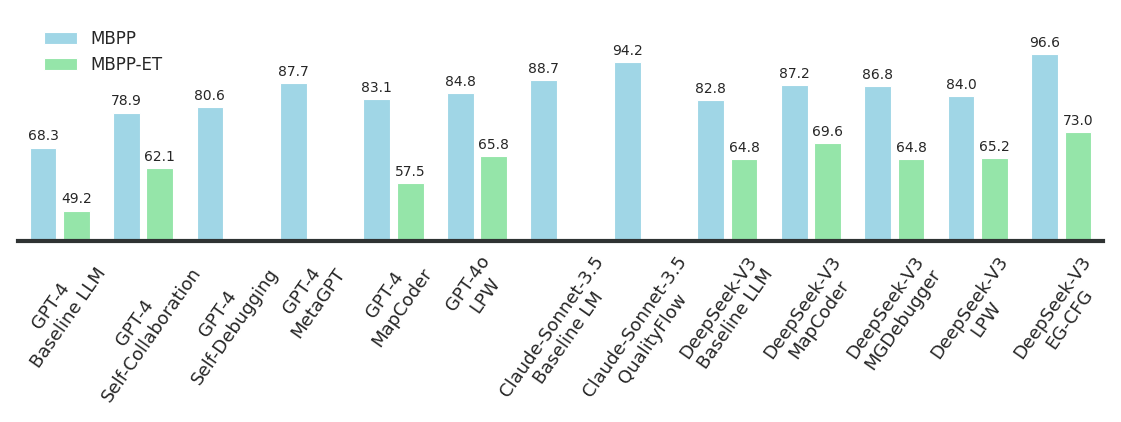 MBPP
MBPP-ET
68.3
49.2
78.9
62.1
80.6
87.7
83.1
57.5
84.8
65.8
88.7
94.2
82.8
64.8
87.2
69.6
86.8
64.8
84.0
65.2
96.6
73.0
GPT-4
Baseline LLM
GPT-4
Self-Collaboration
GPT-4
Self-Debugging
GPT-4
MetaGPT
GPT-4
MapCoder
GPT-4o
LPW
Claude-Sonnet-3.5
Baseline LM
Claude-Sonnet-3.5
QualityFlow
DeepSeek-V3
Baseline LLM
DeepSeek-V3
MapCoder
DeepSeek-V3
MGDebugger
DeepSeek-V3
LPW
DeepSeek-V3
EG-CFG